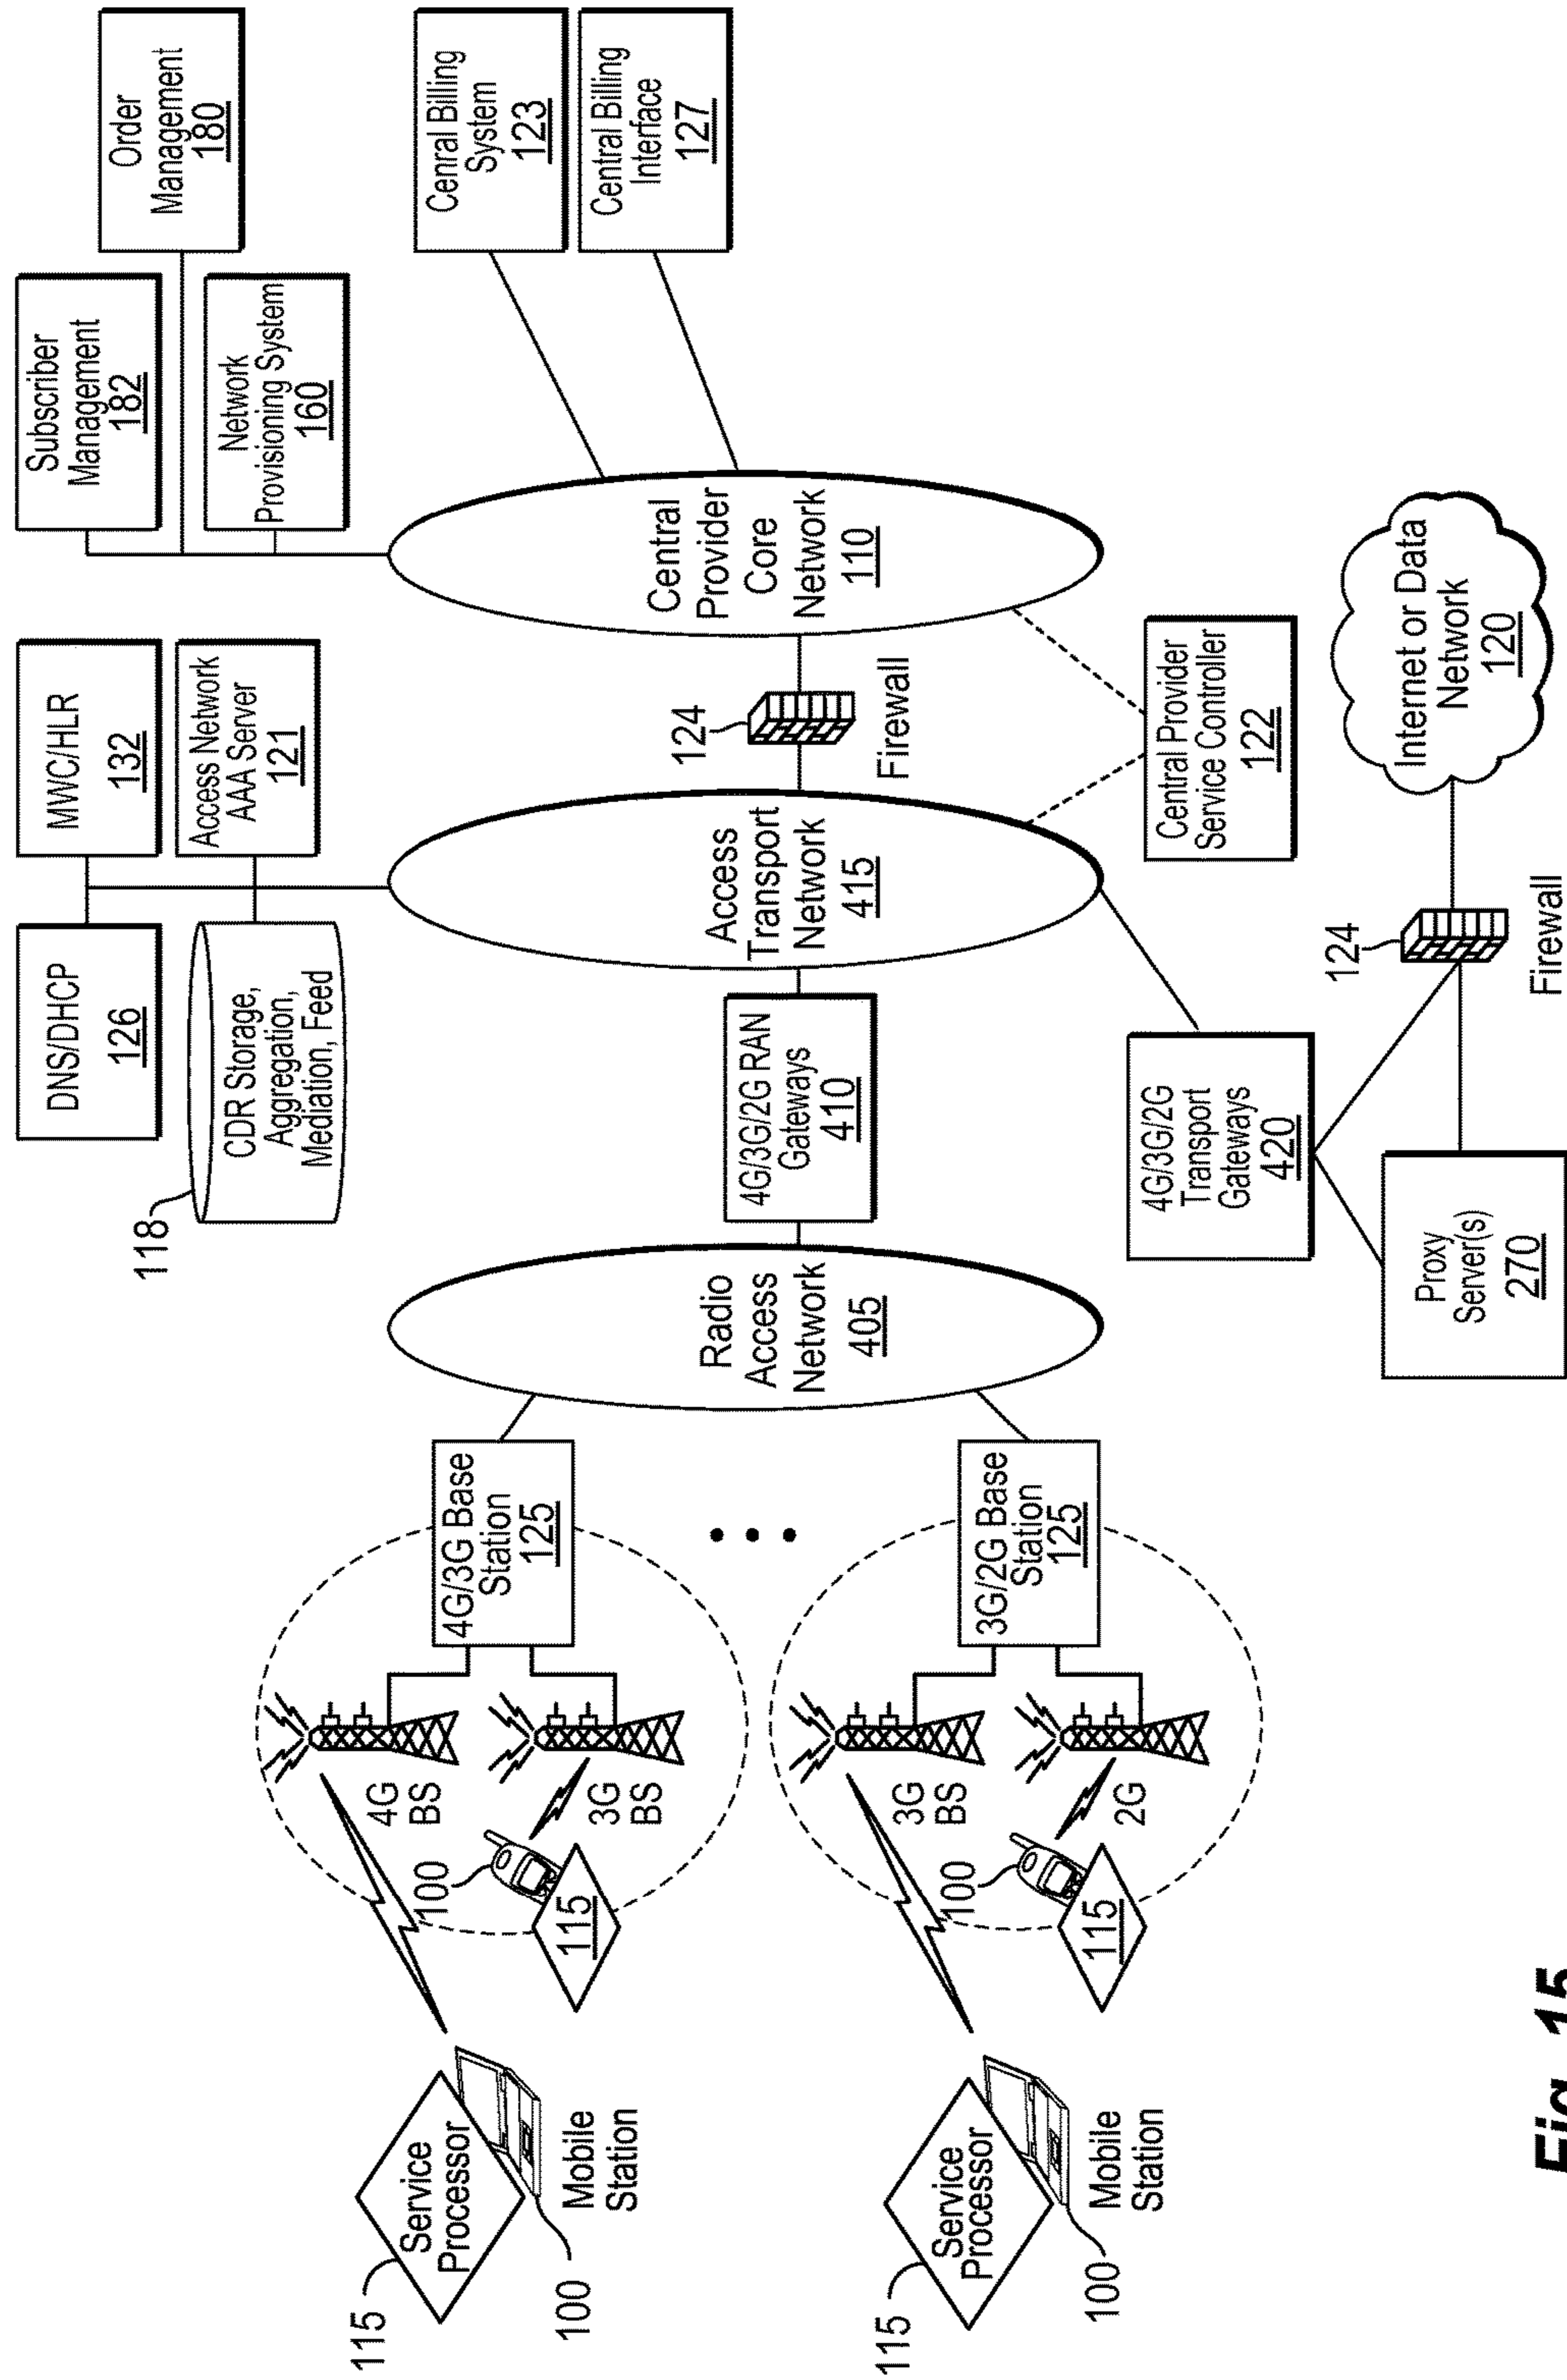 Subscriber
Management
182
Order
Management
180
Network
Provisioning System
160
Cenral Billing
System
123
Central Billing
Interface
127
DNS/DHCP
126
MWC/HLR
132
Access Network
AAA Server
121
118
CDR Storage,
Aggregation,
Mediation, Feed
115
Service
Processor
100
Mobile
Station
4G
BS
100
3G
BS
115
4G/3G Base
Station
125
115
Service
Processor
100
Mobile
Station
3G
BS
100
2G
115
3G/2G Base
Station
125
Radio
Access
Network
405
4G/3G/2G RAN
Gateways
410
Access
Transport
Network
415
124
Firewall
Central
Provider
Core
Network
110
4G/3G/2G
Transport
Gateways
420
Central Provider
Service Controller
122
Proxy
Server(s)
270
124
Firewall
Internet or Data
Network
120
Fig. 15